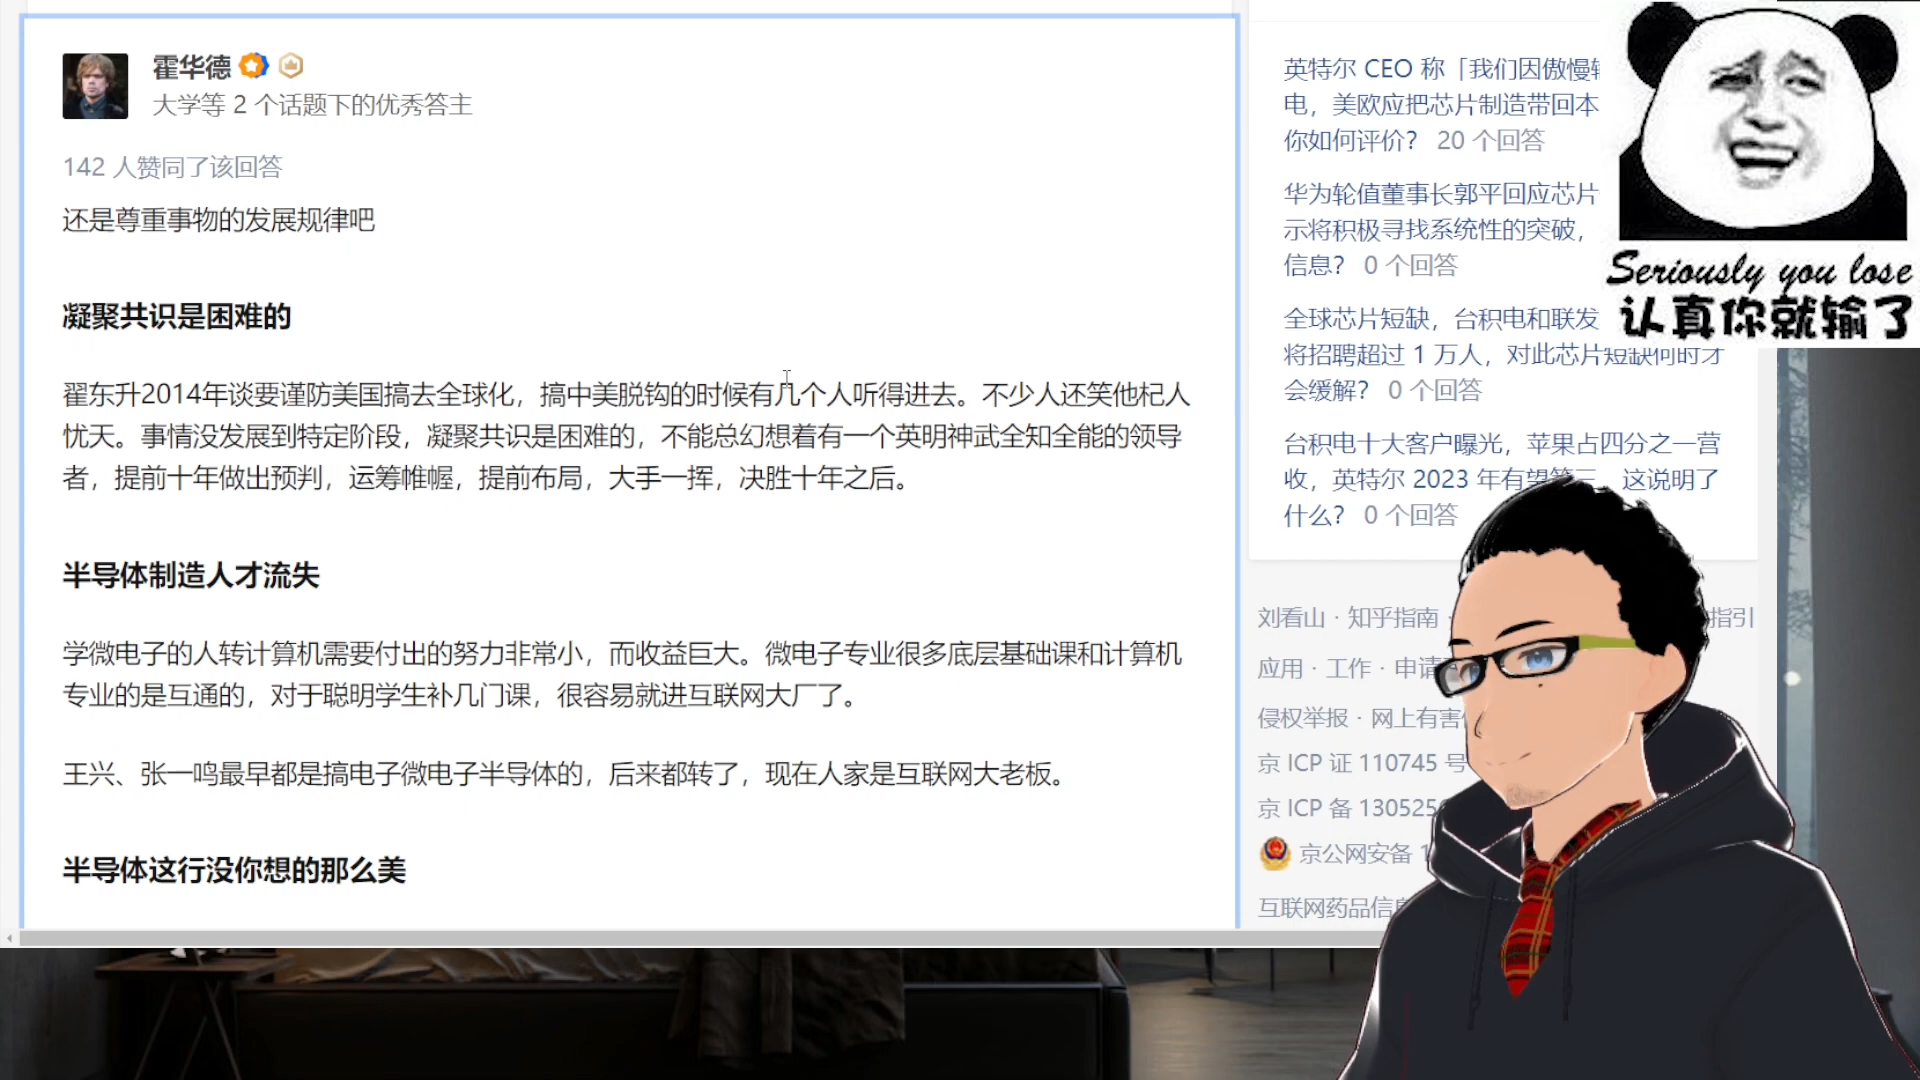 霍华德
大学等 2 个话题下的优秀答主
142 人赞同了该回答
还是尊重事物的发展规律吧
凝聚共识是困难的
翟东升2014年谈要谨防美国搞去全球化，搞中美脱钩的时候有几个人听得进去。不少人还笑他杞人
忧天。事情没发展到特定阶段，凝聚共识是困难的，不能总幻想着有一个英明神武全知全能的领导
者，提前十年做出预判，运筹帷幄，提前布局，大手一挥，决胜十年之后。
半导体制造人才流失
学微电子的人转计算机需要付出的努力非常小，而收益巨大。微电子专业很多底层基础课和计算机
专业的是互通的，对于聪明学生补几门课，很容易就进互联网大厂了。
王兴、张一鸣最早都是搞电子微电子半导体的，后来都转了，现在人家是互联网大老板。
半导体这行没你想的那么美
英特尔 CEO 称「我们因傲慢
电，美欧应把芯片制造带回本
你如何评价？ 20 个回答
华为轮值董事长郭平回应芯片
示将积极寻找系统性的突破，
信息？ 0 个回答
全球芯片短缺，台积电和联发
将招聘超过 1 万人，对此芯片短缺何时才
会缓解？ 0 个回答
台积电十大客户曝光，苹果占四分之一营
收，英特尔 2023 年有望第三，这说明了
什么？ 0 个回答
刘看山 · 知乎指南 指引
应用 · 工作 · 申请
侵权举报 · 网上有害
京 ICP 证 110745 号
京 ICP 备 130525
京公网安备 1
互联网药品信息
Seriously you lose
认真你就输了